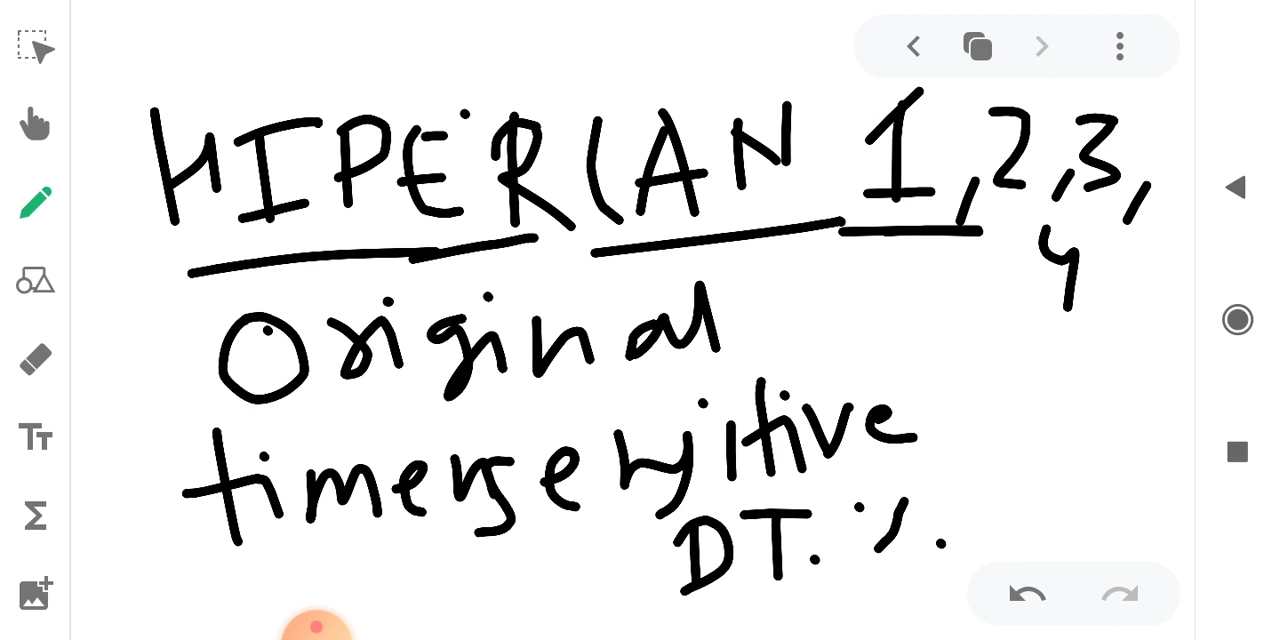 HIPERLAN 1, 2, 3,
4
Original
timesensitive
DT.